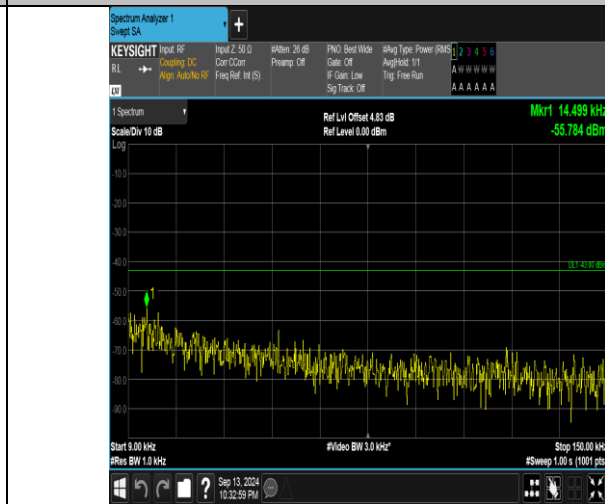 Spectrum Analyzer 1
Swept SA
+
KEYSIGHT Input: RF Input Z: 50 Ω #Atten: 26 dB PNO: Best Wide #Avg Type: Power (RMS 1 2 3 4 5 6
RL Coupling: DC Corr CCorr Preamp: Off Gate: Off Avg|Hold: 1/1 A W W W W W
Align: Auto/No RF Freq Ref: Int (S) IF Gain: Low Trig: Free Run
Sig Track: Off A A A A A A
LXI
1 Spectrum
Ref Lvl Offset 4.83 dB Mkr1 14.499 kHz
Scale/Div 10 dB Ref Level 0.00 dBm -55.784 dBm
Log
-10.0
-20.0
-30.0
-40.0
DL1 -43.00 dBm
-50.0
1
-60.0
-70.0
-80.0
-90.0
Start 9.00 kHz #Video BW 3.0 kHz* Stop 150.00 kHz
#Res BW 1.0 kHz #Sweep 1.00 s (1001 pts
? Sep 13, 2024
10:32:59 PM